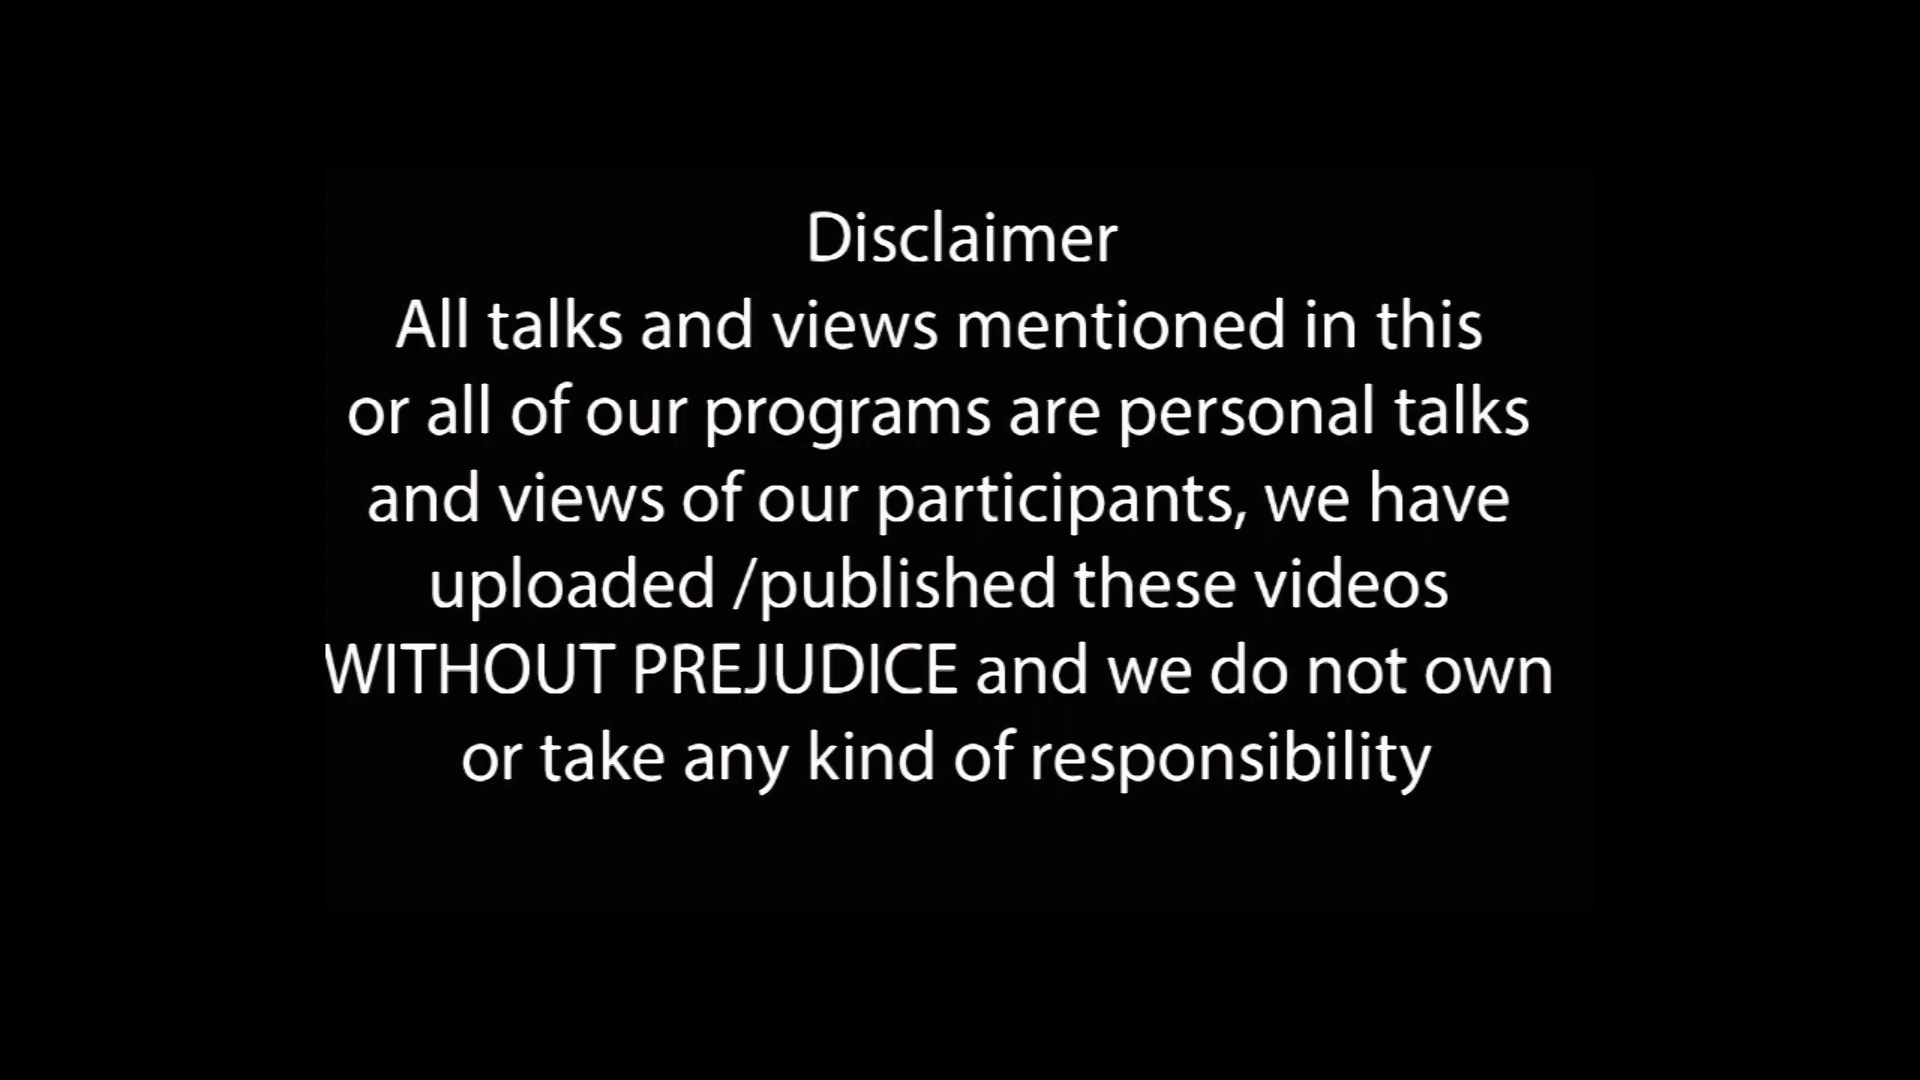 Disclaimer
All talks and views mentioned in this
or all of our programs are personal talks
and views of our participants, we have
uploaded /published these videos
WITHOUT PREJUDICE and we do not own
or take any kind of responsibility